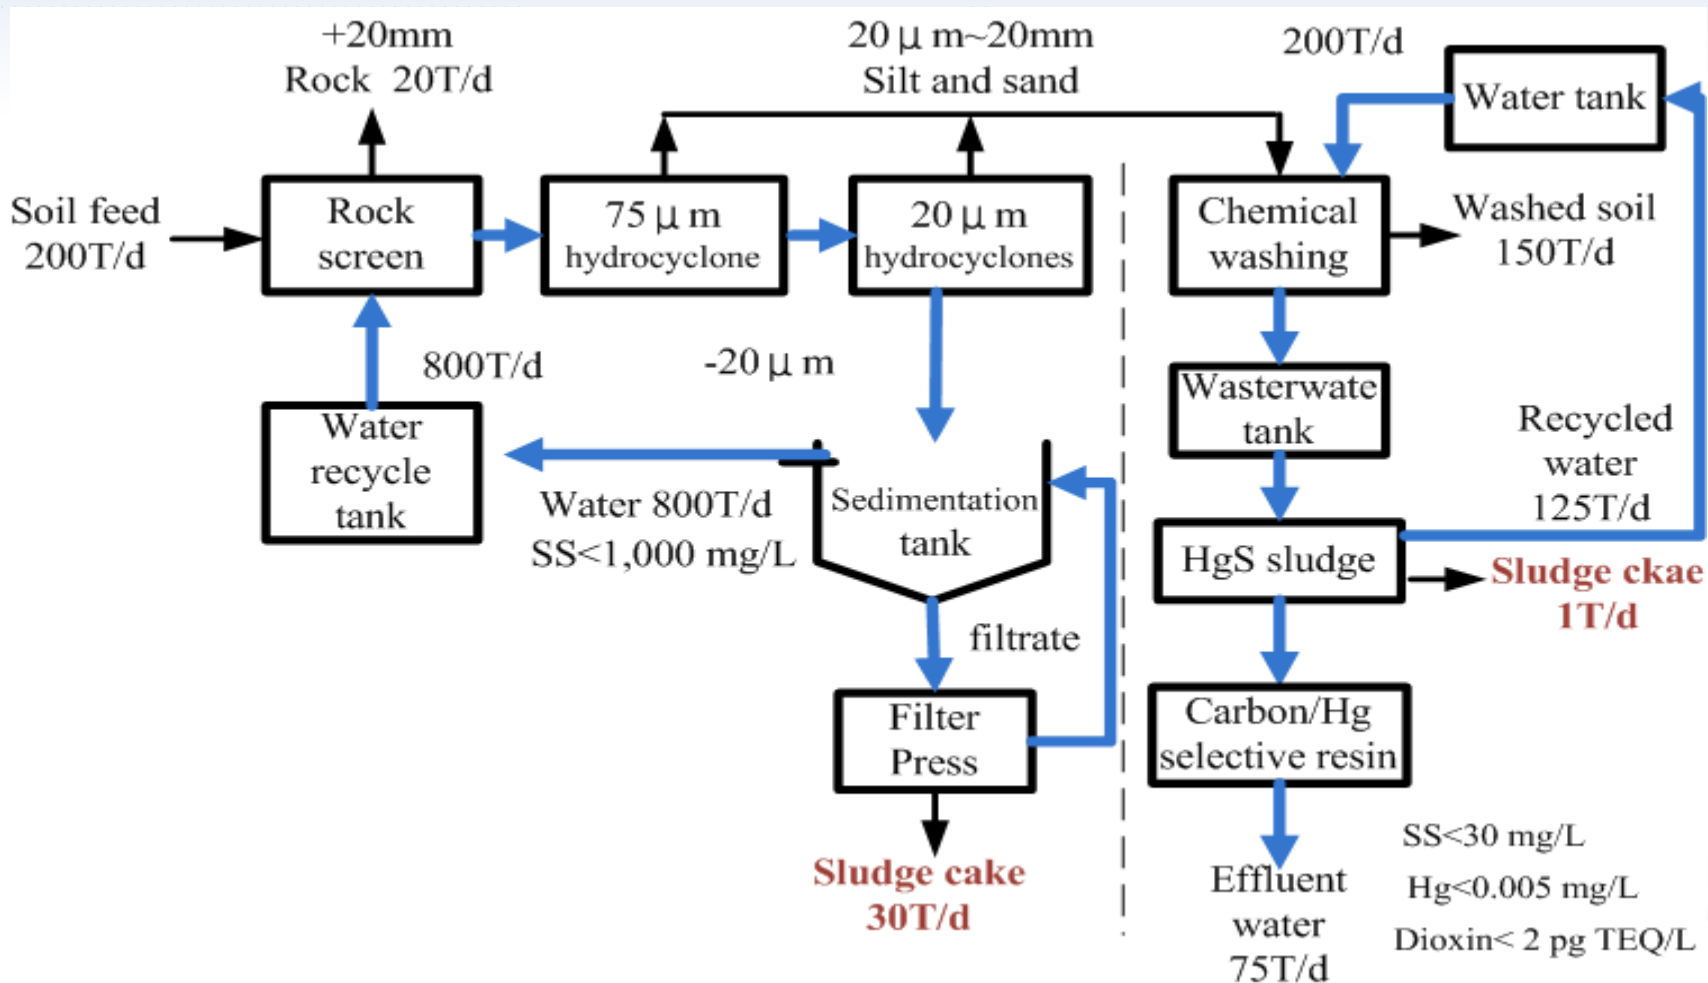 +20mm
Rock 20T/d
20 μ m~20mm
Silt and sand
200T/d
Water tank
Soil feed
200T/d
Rock
screen
75 μ m
hydrocyclone
20 μ m
hydrocyclones
Chemical
washing
Washed soil
150T/d
800T/d
-20 μ m
Water
recycle
tank
Wasterwate
tank
Recycled
water
125T/d
Water 800T/d
SS<1,000 mg/L
Sedimentation
tank
HgS sludge
Sludge ckae
1T/d
filtrate
Filter
Press
Carbon/Hg
selective resin
Sludge cake
30T/d
Effluent
water
75T/d
SS<30 mg/L
Hg<0.005 mg/L
Dioxin< 2 pg TEQ/L